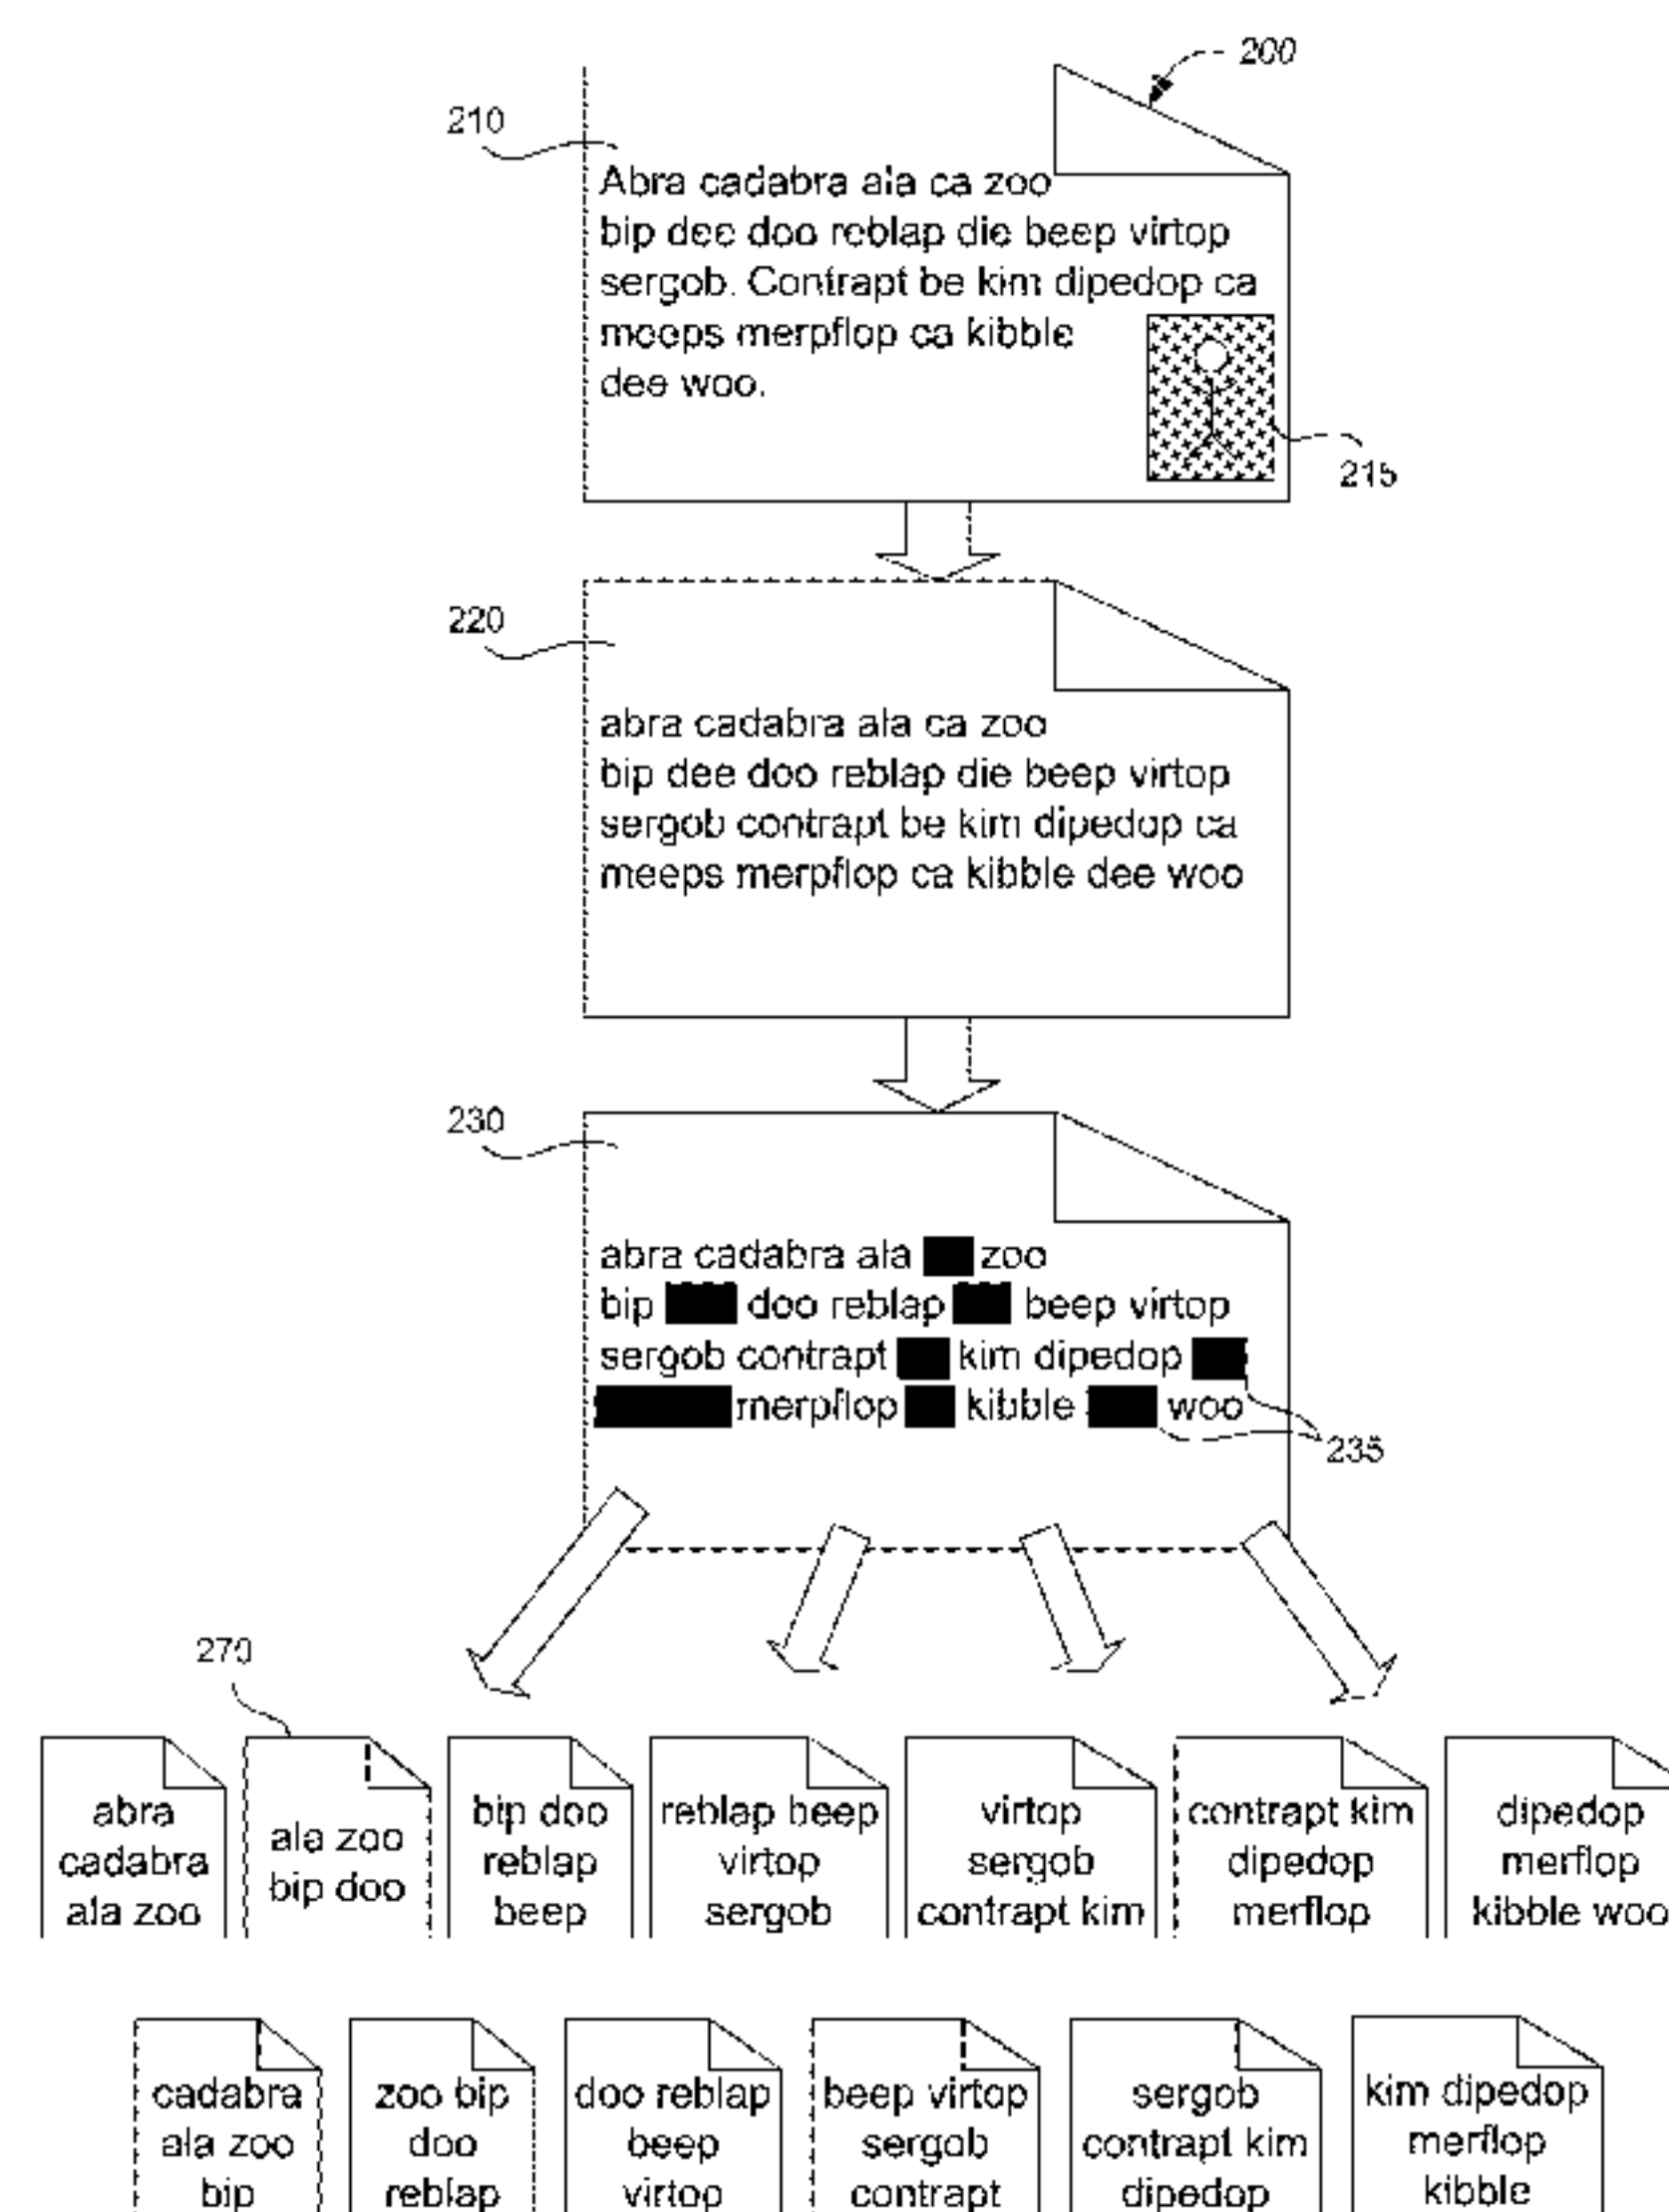 200
210
Abra cadabra ala ca zoo
bip dee doo reblap die beep virtop
sergob. Contrapt be kim dipedop ca
meeps merpflop ca kibble
dee woo.
215
220
abra cadabra ala ca zoo
bip dee doo reblap die beep virtop
sergob contrapt be kim dipedop ca
meeps merpflop ca kibble dee woo
230
abra cadabra ala zoo
bip doo reblap beep virtop
sergob contrapt kim dipedop
merpflop kibble woo
235
270
abra
cadabra
ala zoo
ala zoo
bip doo
bip doo
reblap
beep
reblap beep
virtop
sergob
virtop
sergob
contrapt kim
contrapt kim
dipedop
merflop
dipedop
merflop
kibble woo
cadabra
ala zoo
bip
zoo bip
doo
reblap
doo reblap
beep
virtop
beep virtop
sergob
contrapt
sergob
contrapt kim
dipedop
kim dipedop
merflop
kibble